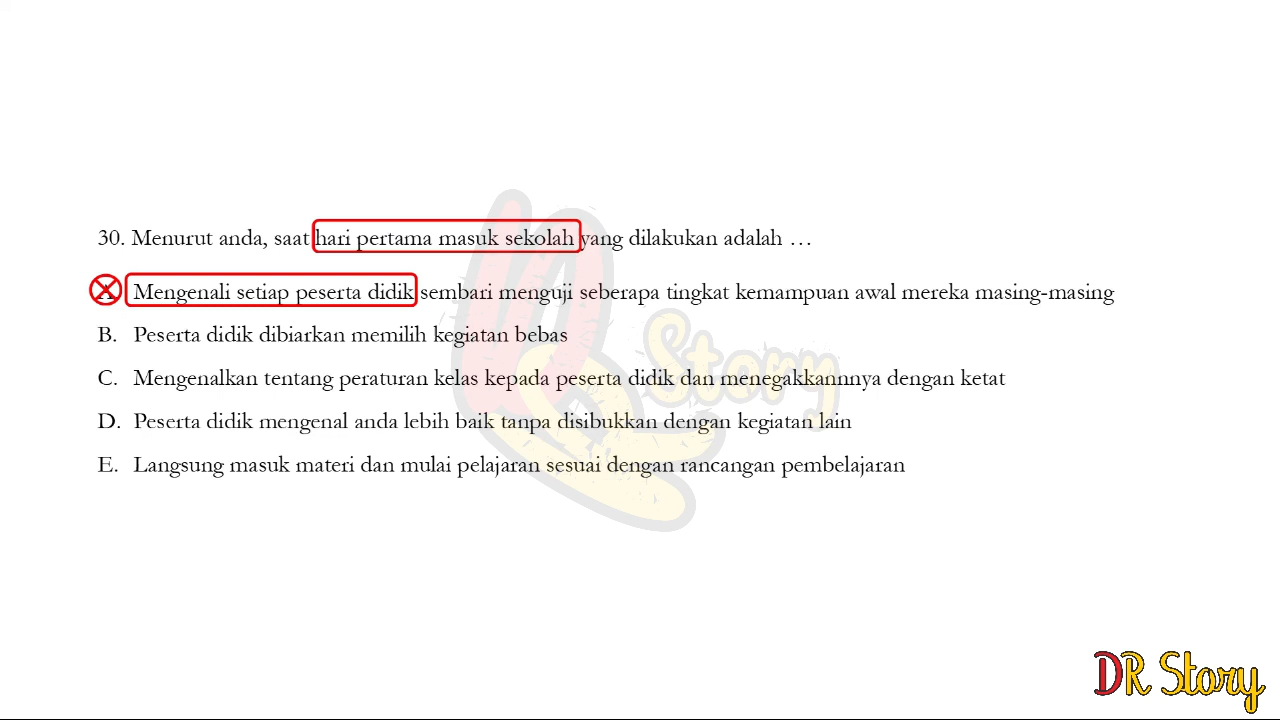 30. Menurut anda, saat hari pertama masuk sekolah yang dilakukan adalah …
A. Mengenali setiap peserta didik sembari menguji seberapa tingkat kemampuan awal mereka masing-masing
B. Peserta didik dibiarkan memilih kegiatan bebas
C. Mengenalkan tentang peraturan kelas kepada peserta didik dan menegakkannnya dengan ketat
D. Peserta didik mengenal anda lebih baik tanpa disibukkan dengan kegiatan lain
E. Langsung masuk materi dan mulai pelajaran sesuai dengan rancangan pembelajaran
Story
DR Story